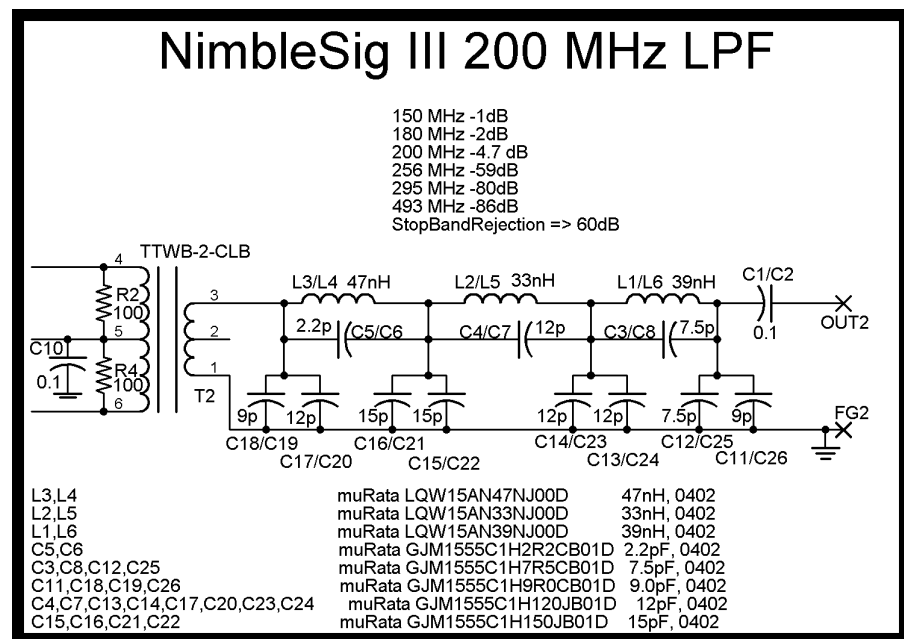 NimbleSig III 200 MHz LPF
150 MHz -1dB
180 MHz -2dB
200 MHz -4.7 dB
256 MHz -59dB
295 MHz -80dB
493 MHz -86dB
StopBandRejection => 60dB
TTWB-2-CLB
4
R2
100
5
C10
0.1
R4
100
6
3
2
1
T2
L3/L4 47nH
L2/L5 33nH
L1/L6 39nH
C1/C2
0.1
OUT2
2.2p
C5/C6
C4/C7
12p
C3/C8
7.5p
9p
12p
15p
15p
12p
12p
7.5p
9p
FG2
C18/C19
C17/C20
C16/C21
C15/C22
C14/C23
C13/C24
C12/C25
C11/C26
L3,L4 muRata LQW15AN47NJ00D 47nH, 0402
L2,L5 muRata LQW15AN33NJ00D 33nH, 0402
L1,L6 muRata LQW15AN39NJ00D 39nH, 0402
C5,C6 muRata GJM1555C1H2R2CB01D 2.2pF, 0402
C3,C8,C12,C25 muRata GJM1555C1H7R5CB01D 7.5pF, 0402
C11,C18,C19,C26 muRata GJM1555C1H9R0CB01D 9.0pF, 0402
C4,C7,C13,C14,C17,C20,C23,C24 muRata GJM1555C1H120JB01D 12pF, 0402
C15,C16,C21,C22 muRata GJM1555C1H150JB01D 15pF, 0402